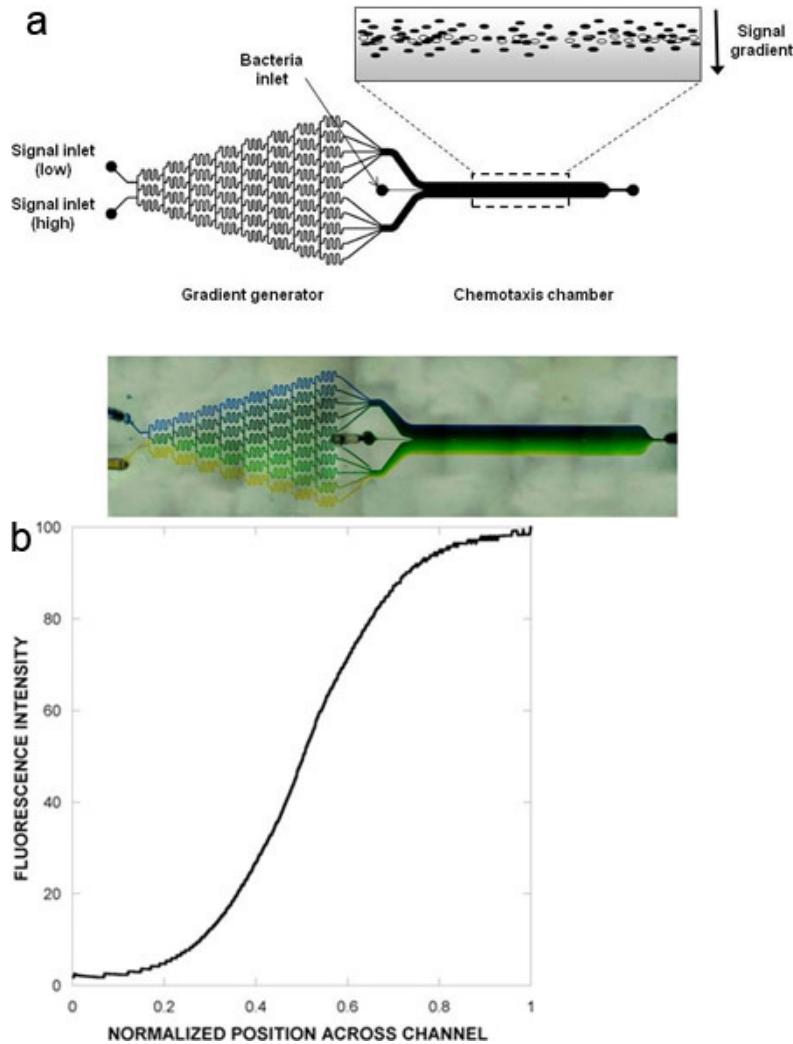 a
Signal
gradient
Bacteria
inlet
Signal inlet
(low)
Signal inlet
(high)
Gradient generator
Chemotaxis chamber
b
100
80
60
40
20
0
FLUORESCENCE INTENSITY
0
0.2
0.4
0.6
0.8
1
NORMALIZED POSITION ACROSS CHANNEL